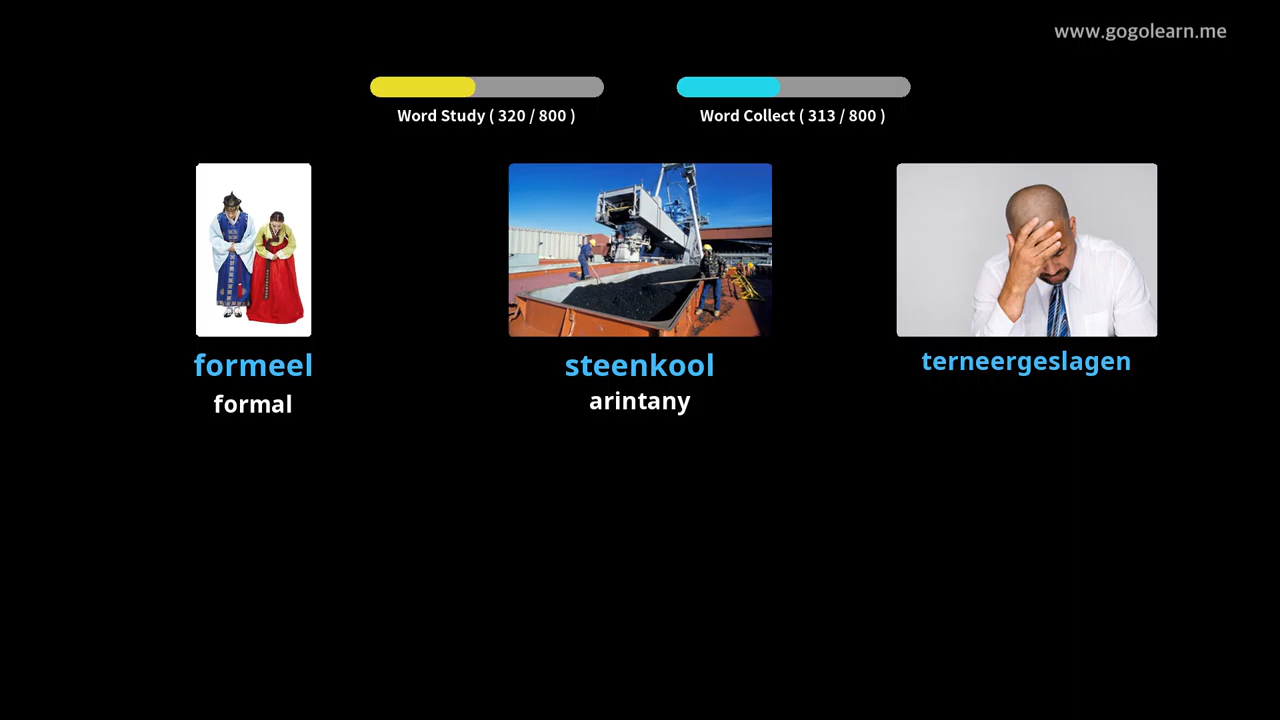 www.gogolearn.me
Word Study ( 320 / 800 )
Word Collect ( 313 / 800 )
formeel
formal
steenkool
arintany
terneergeslagen